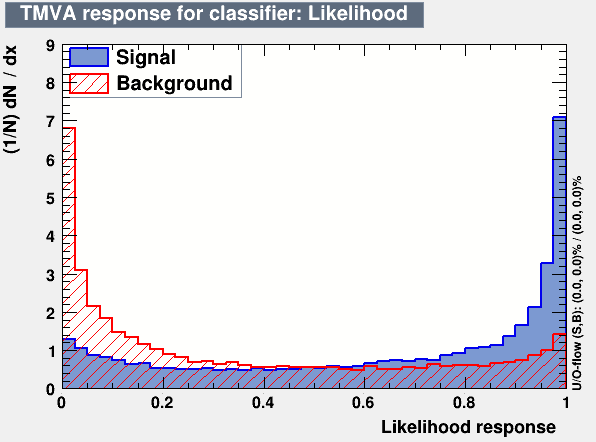 TMVA response for classifier: Likelihood
(1/N) dN / dx
9
8
7
6
5
4
3
2
1
0
Signal
Background
0 0.2 0.4 0.6 0.8 1
Likelihood response
U/O-flow (S,B): (0.0, 0.0)% / (0.0, 0.0)%